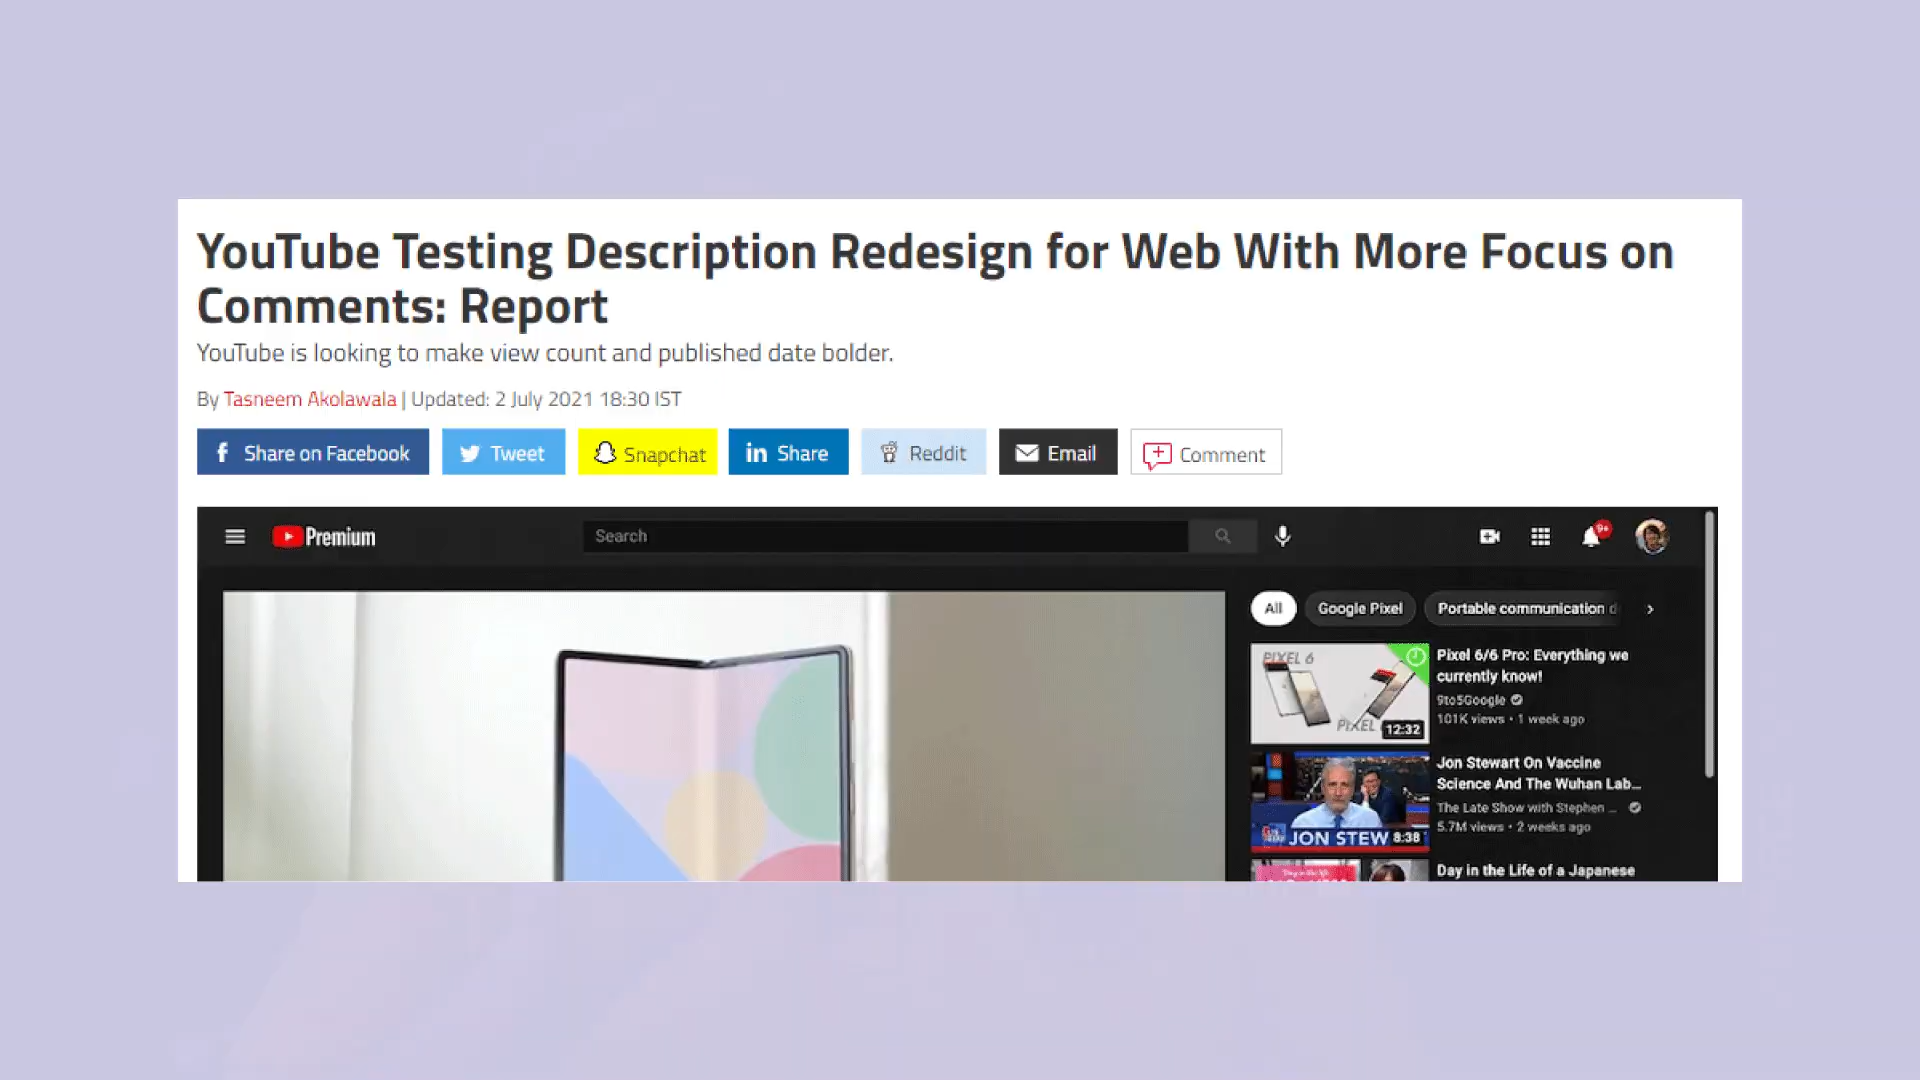 YouTube Testing Description Redesign for Web With More Focus on
Comments: Report
YouTube is looking to make view count and published date bolder.
By Tasneem Akolawala | Updated: 2 July 2021 18:30 IST
Share on Facebook
Tweet
Snapchat
in Share
Reddit
Email
Comment
Premium
Search
9+
All
Google Pixel
Portable communication d
PIXEL 6
PIXEL
12:32
Pixel 6/6 Pro: Everything we
currently know!
9to5Google
101K views • 1 week ago
JON STEW
8:38
Jon Stewart On Vaccine
Science And The Wuhan Lab...
The Late Show with Stephen ...
5.7M views • 2 weeks ago
Day in the Life of a Japanese